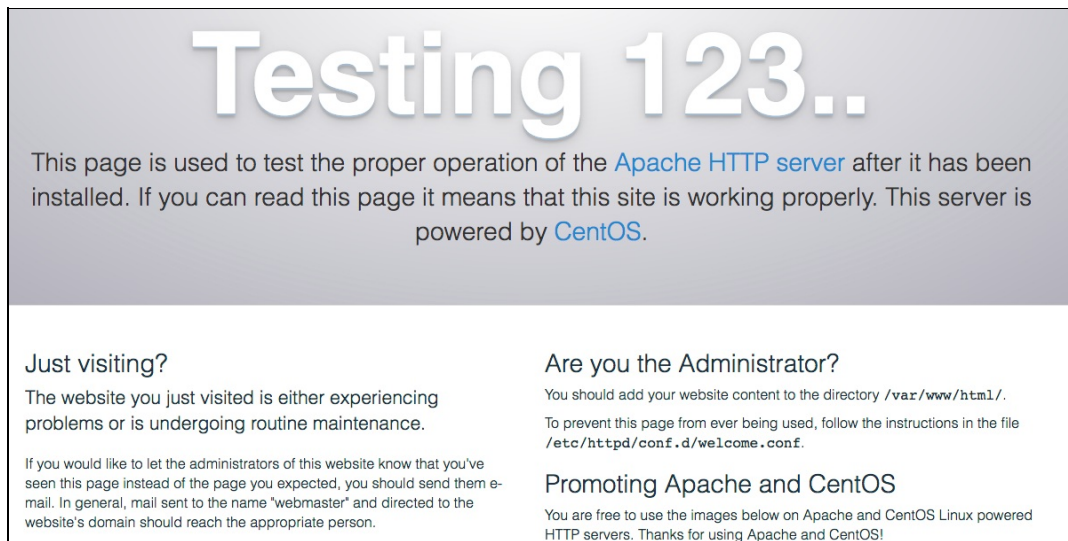 Testing 123..
This page is used to test the proper operation of the Apache HTTP server after it has been
installed. If you can read this page it means that this site is working properly. This server is
powered by CentOS.
Just visiting?
The website you just visited is either experiencing
problems or is undergoing routine maintenance.
If you would like to let the administrators of this website know that you've
seen this page instead of the page you expected, you should send them e-
mail. In general, mail sent to the name "webmaster" and directed to the
website's domain should reach the appropriate person.
Are you the Administrator?
You should add your website content to the directory /var/www/html/.
To prevent this page from ever being used, follow the instructions in the file
/etc/httpd/conf.d/welcome.conf.
Promoting Apache and CentOS
You are free to use the images below on Apache and CentOS Linux powered
HTTP servers. Thanks for using Apache and CentOS!